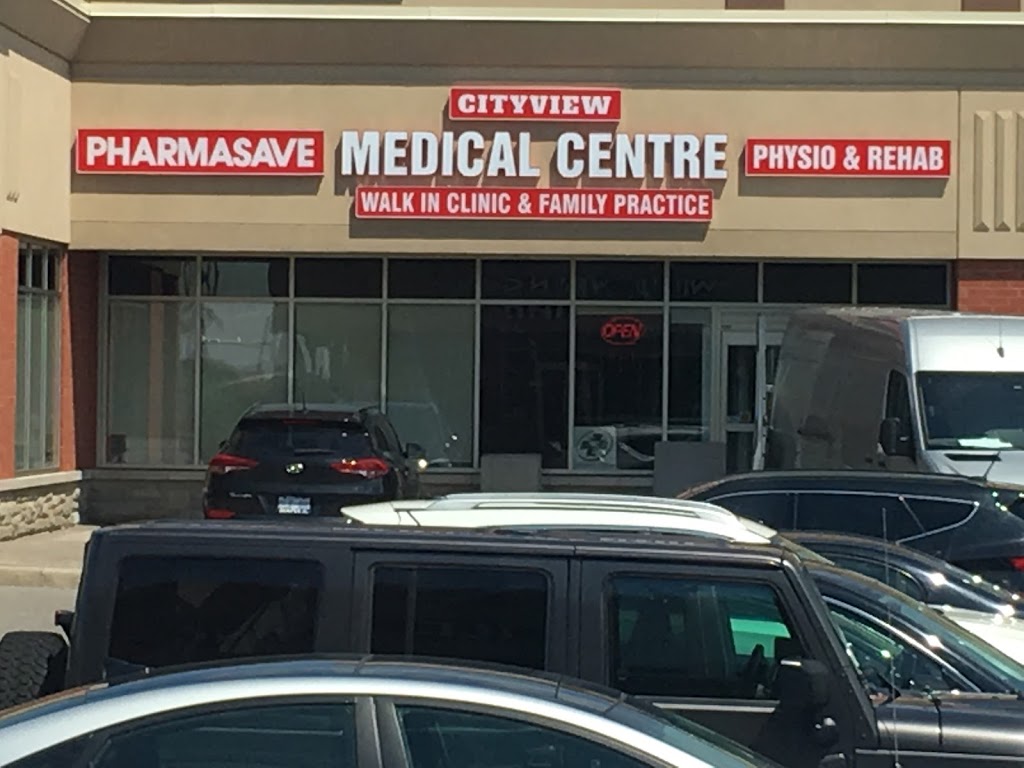 CITYVIEW
PHARMASAVE
MEDICAL CENTRE
PHYSIO & REHAB
WALK IN CLINIC & FAMILY PRACTICE
OPEN